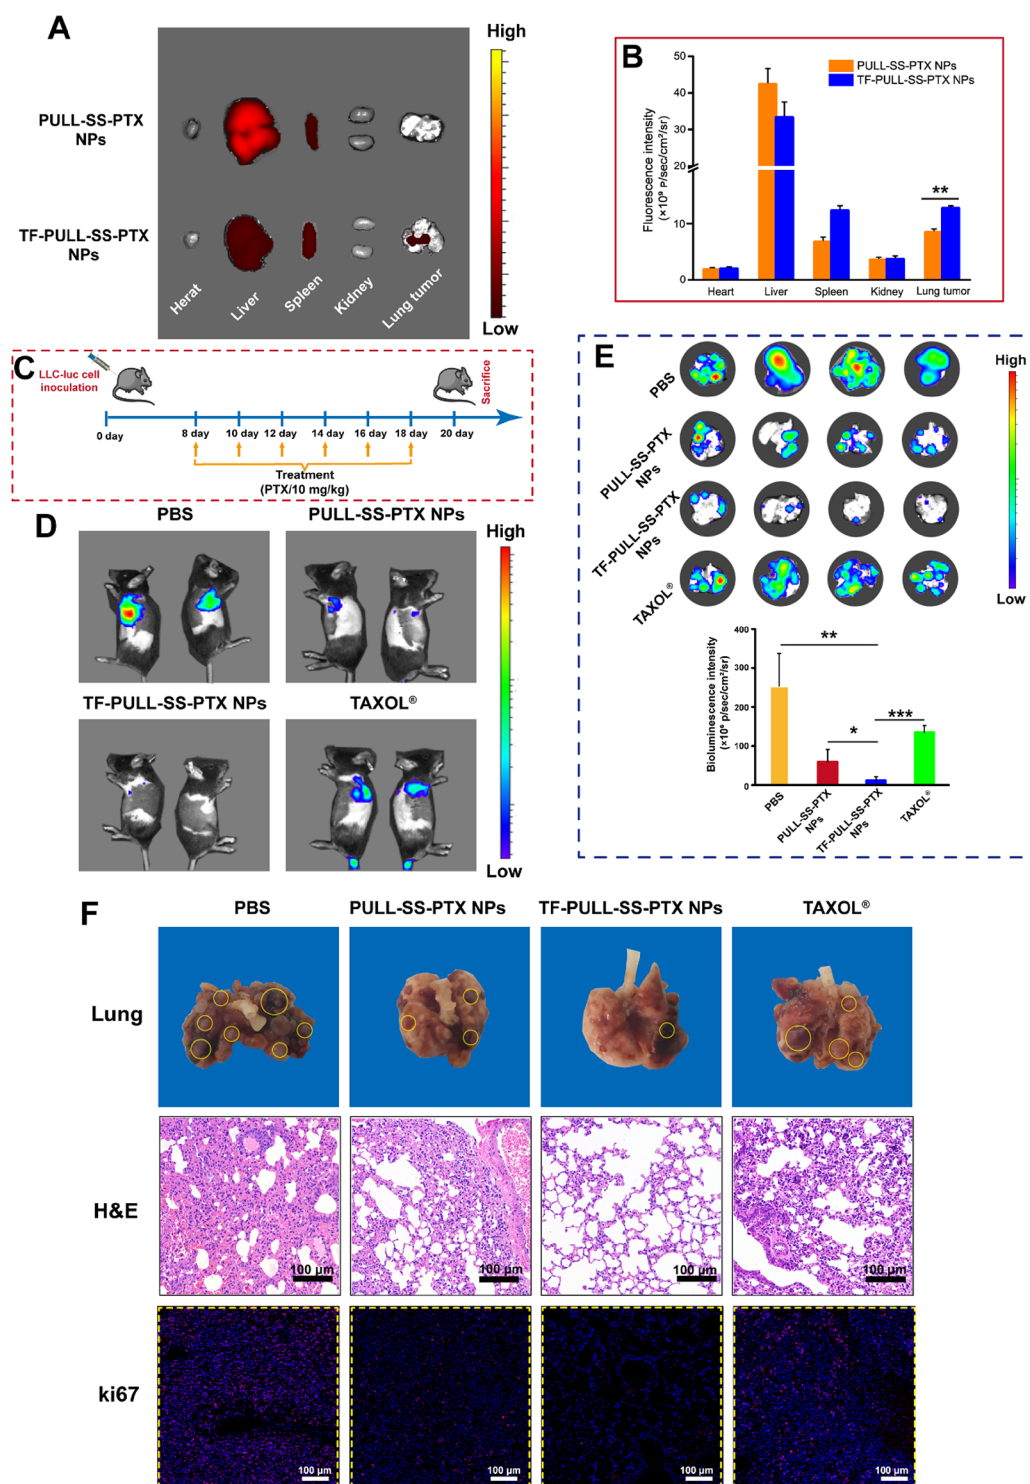 A
High
PULL-SS-PTX
NPs
TF-PULL-SS-PTX
NPs
Herat
Liver
Spleen
Kidney
Lung tumor
Low
B
PULL-SS-PTX NPs
TF-PULL-SS-PTX NPs
Fluorescence intensity
(×10⁸ P/sec/cm²/sr)
50
40
30
20
10
0
**
Heart
Liver
Spleen
Kidney
Lung tumor
C
LLC-luc cell
inoculation
Sacrifice
0 day
8 day
10 day
12 day
14 day
16 day
18 day
20 day
Treatment
(PTX/10 mg/kg)
D
PBS
PULL-SS-PTX NPs
TF-PULL-SS-PTX NPs
TAXOL®
High
Low
E
PBS
PULL-SS-PTX
NPs
TF-PULL-SS-PTX
NPs
TAXOL®
High
Low
Bioluminescence intensity
(×10⁶ p/sec/cm²/sr)
400
300
200
100
0
**
*
***
PBS
PULL-SS-PTX
NPs
TF-PULL-SS-PTX
NPs
TAXOL®
F
PBS
PULL-SS-PTX NPs
TF-PULL-SS-PTX NPs
TAXOL®
Lung
H&E
100 µm
100 µm
100 µm
100 µm
ki67
100 µm
100 µm
100 µm
100 µm